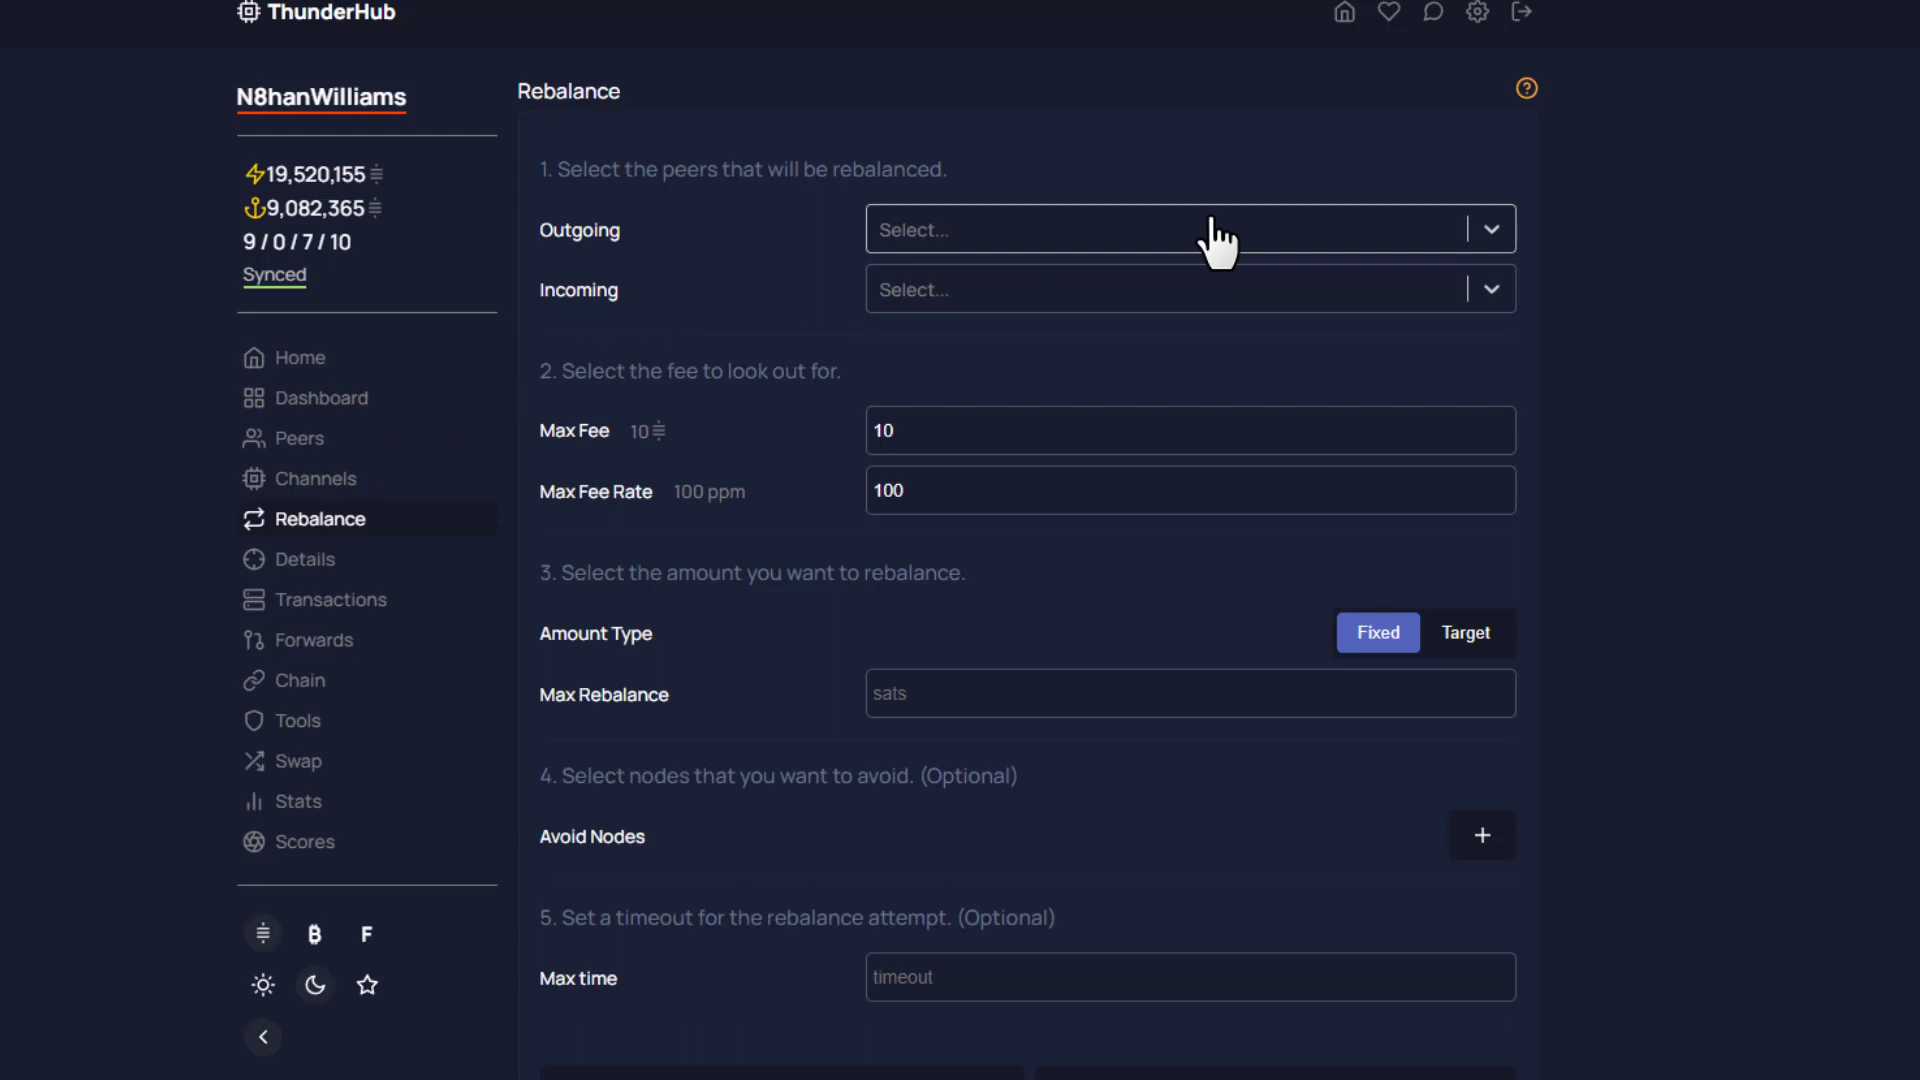 ThunderHub
N8hanWilliams
19,520,155
9,082,365
9 / 0 / 7 / 10
Synced
Home
Dashboard
Peers
Channels
Rebalance
Details
Transactions
Forwards
Chain
Tools
Swap
Stats
Scores
F
Rebalance
1. Select the peers that will be rebalanced.
Outgoing Select...
Incoming Select...
2. Select the fee to look out for.
Max Fee 10 10
Max Fee Rate 100 ppm 100
3. Select the amount you want to rebalance.
Amount Type Fixed Target
Max Rebalance sats
4. Select nodes that you want to avoid. (Optional)
Avoid Nodes +
5. Set a timeout for the rebalance attempt. (Optional)
Max time timeout